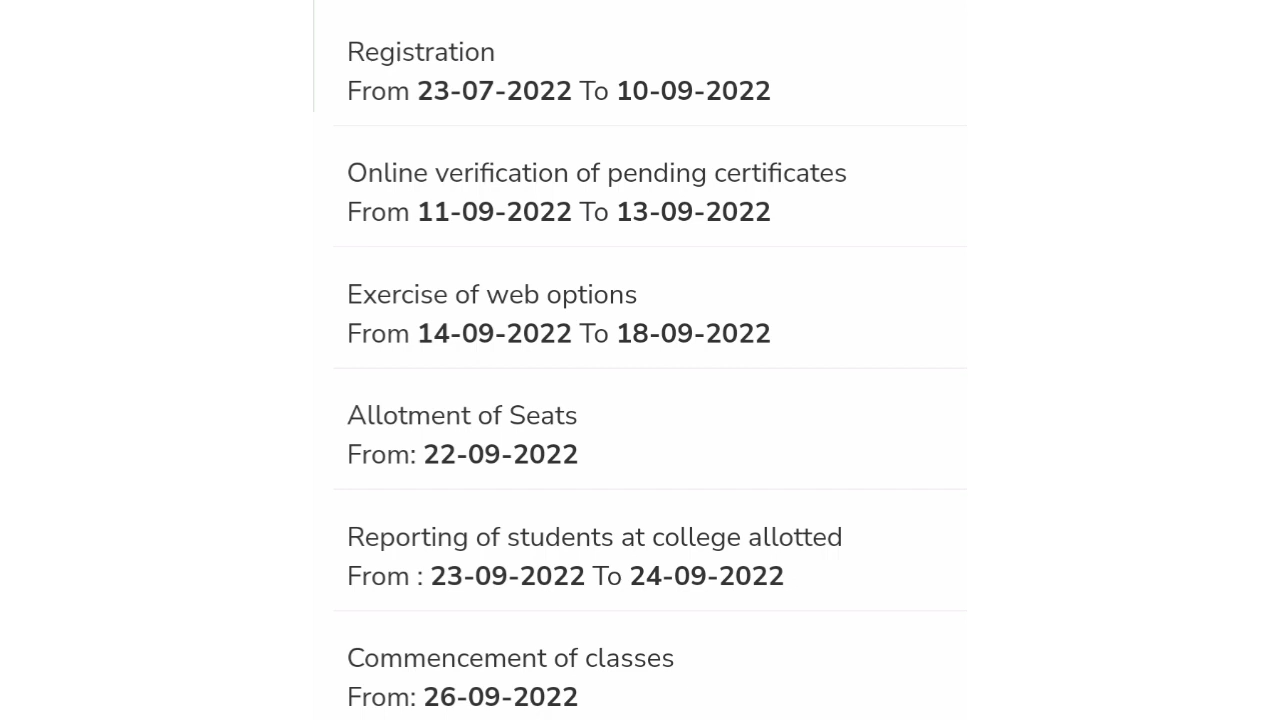 Registration
From 23-07-2022 To 10-09-2022
Online verification of pending certificates
From 11-09-2022 To 13-09-2022
Exercise of web options
From 14-09-2022 To 18-09-2022
Allotment of Seats
From: 22-09-2022
Reporting of students at college allotted
From : 23-09-2022 To 24-09-2022
Commencement of classes
From: 26-09-2022